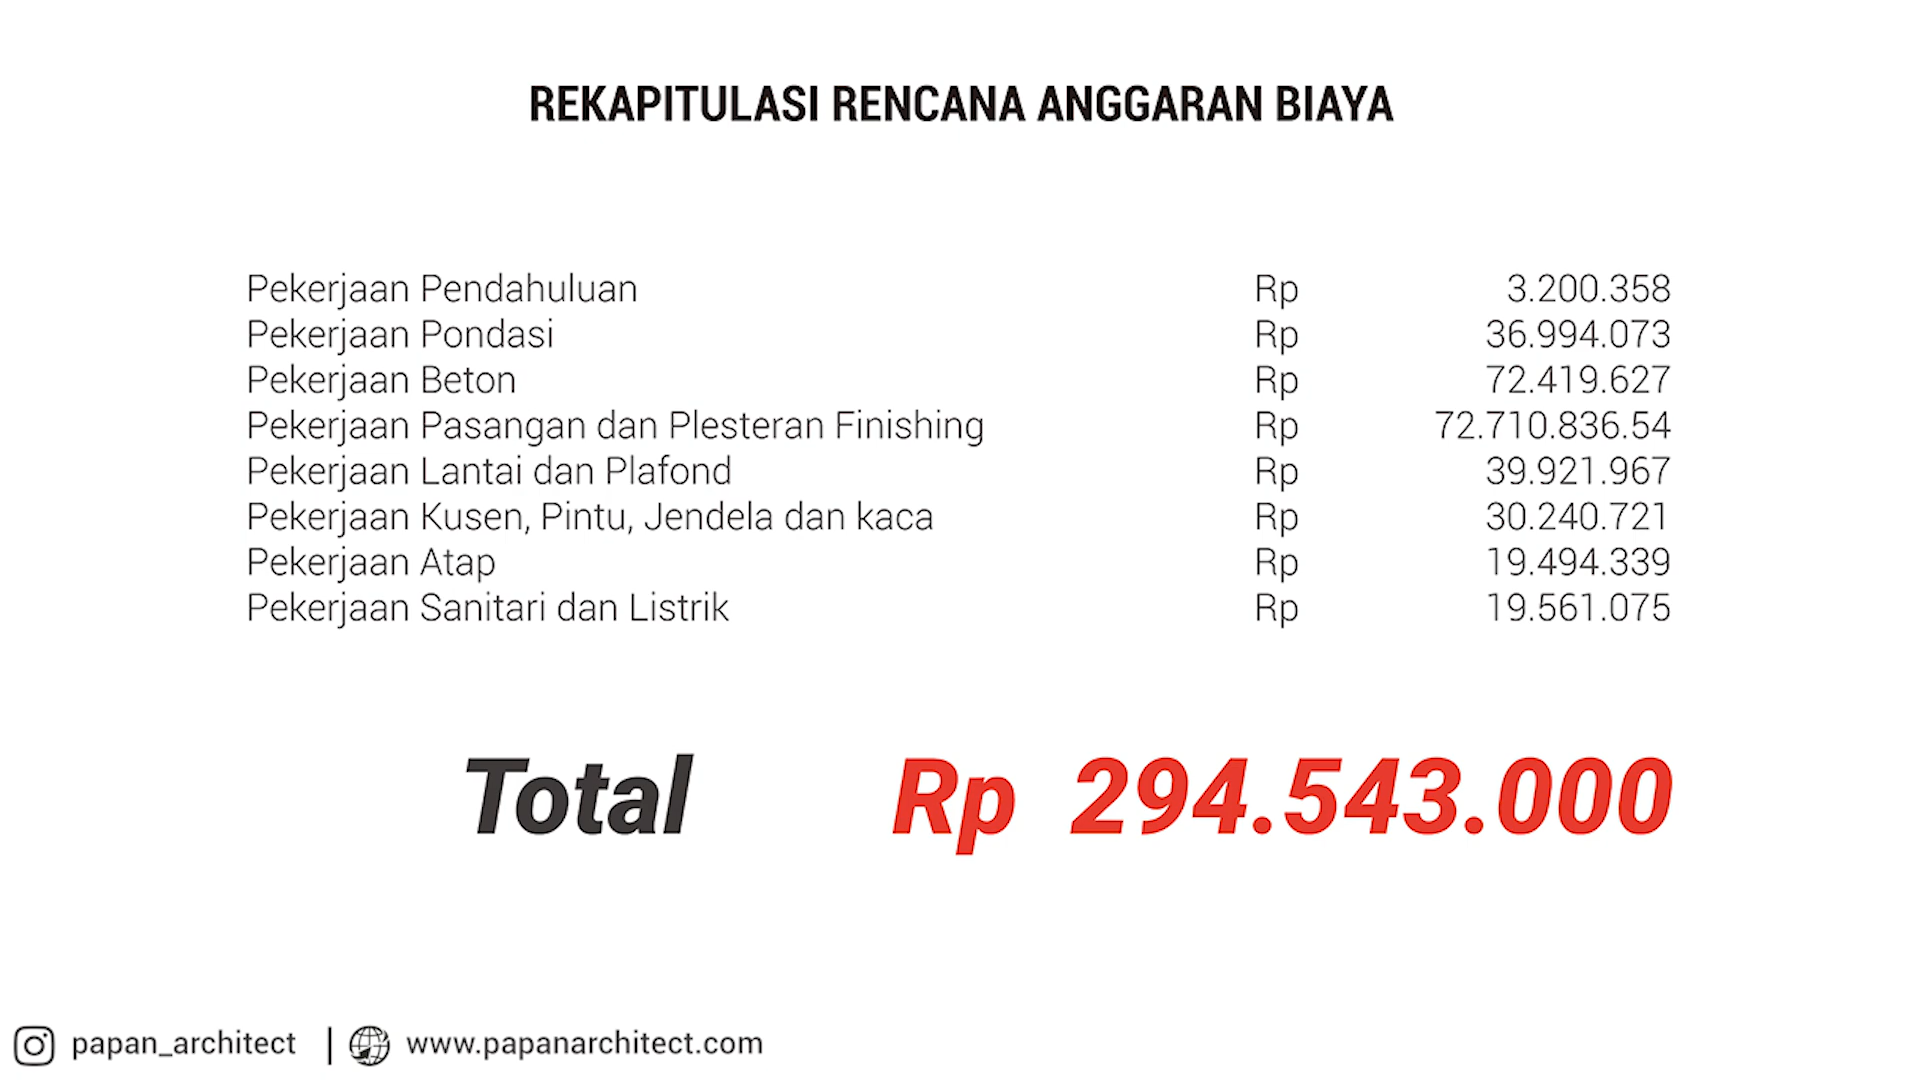 REKAPITULASI RENCANA ANGGARAN BIAYA
Pekerjaan Pendahuluan Rp 3.200.358
Pekerjaan Pondasi Rp 36.994.073
Pekerjaan Beton Rp 72.419.627
Pekerjaan Pasangan dan Plesteran Finishing Rp 72.710.836.54
Pekerjaan Lantai dan Plafond Rp 39.921.967
Pekerjaan Kusen, Pintu, Jendela dan kaca Rp 30.240.721
Pekerjaan Atap Rp 19.494.339
Pekerjaan Sanitari dan Listrik Rp 19.561.075
Total Rp 294.543.000
papan_architect | www.papanarchitect.com